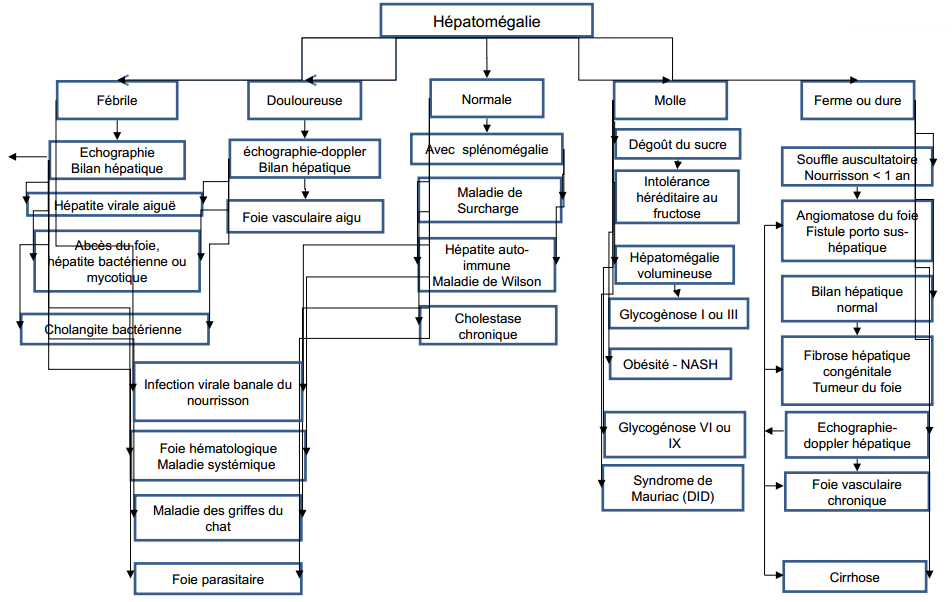 Hépatomégalie
Fébrile
Douloureuse
Normale
Molle
Ferme ou dure
Echographie
Bilan hépatique
Hépatite virale aiguë
Abcès du foie,
hépatite bactérienne ou
mycotique
Cholangite bactérienne
échographie-doppler
Bilan hépatique
Foie vasculaire aigu
Infection virale banale du
nourrisson
Foie hématologique
Maladie systémique
Maladie des griffes du
chat
Foie parasitaire
Avec splénomégalie
Maladie de
Surcharge
Hépatite auto-
immune
Maladie de Wilson
Cholestase
chronique
Dégoût du sucre
Intolérance
héréditaire au
fructose
Hépatomégalie
volumineuse
Glycogènose I ou III
Obésité - NASH
Glycogénose VI ou
IX
Syndrome de
Mauriac (DID)
Souffle auscultatoire
Nourrisson < 1 an
Angiomatose du foie
Fistule porto sus-
hépatique
Bilan hépatique
normal
Fibrose hépatique
congénitale
Tumeur du foie
Echographie-
doppler hépatique
Foie vasculaire
chronique
Cirrhose